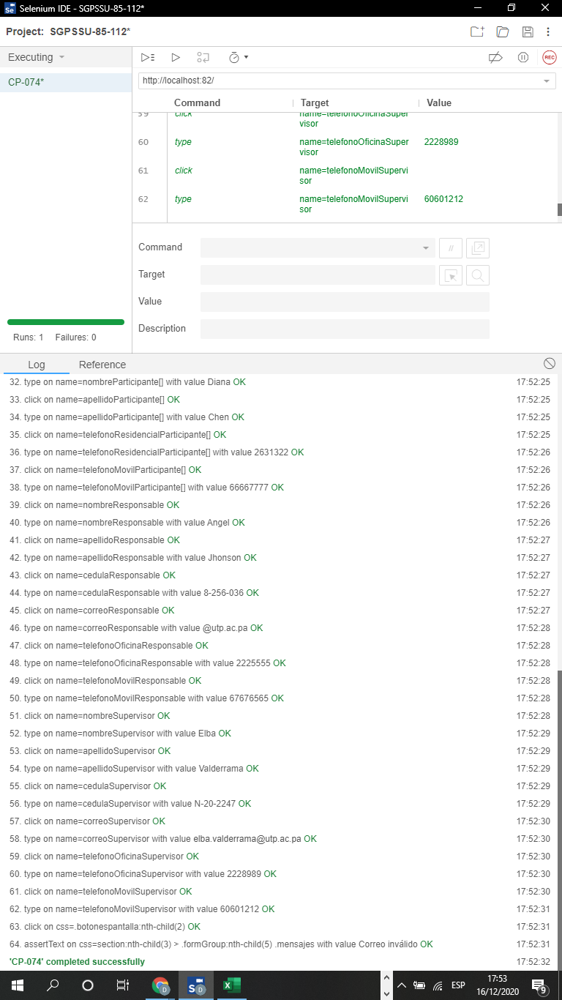 Selenium IDE - SGPSSU-85-112*
Project: SGPSSU-85-112*
Executing
REC
CP-074*
http://localhost:82/
Command Target Value
59 click name=telefonoOficinaSuper
visor
60 type name=telefonoOficinaSuper 2228989
visor
61 click name=telefonoMovilSupervi
sor
62 type name=telefonoMovilSupervi 60601212
sor
Command //
Target
Value
Description
Runs: 1 Failures: 0
Log Reference
32. type on name=nombreParticipante[] with value Diana OK 17:52:25
33. click on name=apellidoParticipante[] OK 17:52:25
34. type on name=apellidoParticipante[] with value Chen OK 17:52:25
35. click on name=telefonoResidencialParticipante[] OK 17:52:25
36. type on name=telefonoResidencialParticipante[] with value 2631322 OK 17:52:26
37. click on name=telefonoMovilParticipante[] OK 17:52:26
38. type on name=telefonoMovilParticipante[] with value 66667777 OK 17:52:26
39. click on name=nombreResponsable OK 17:52:26
40. type on name=nombreResponsable with value Angel OK 17:52:26
41. click on name=apellidoResponsable OK 17:52:27
42. type on name=apellidoResponsable with value Jhonson OK 17:52:27
43. click on name=cedulaResponsable OK 17:52:27
44. type on name=cedulaResponsable with value 8-256-036 OK 17:52:27
45. click on name=correoResponsable OK 17:52:27
46. type on name=correoResponsable with value @utp.ac.pa OK 17:52:28
47. click on name=telefonoOficinaResponsable OK 17:52:28
48. type on name=telefonoOficinaResponsable with value 2225555 OK 17:52:28
49. click on name=telefonoMovilResponsable OK 17:52:28
50. type on name=telefonoMovilResponsable with value 67676565 OK 17:52:28
51. click on name=nombreSupervisor OK 17:52:28
52. type on name=nombreSupervisor with value Elba OK 17:52:29
53. click on name=apellidoSupervisor OK 17:52:29
54. type on name=apellidoSupervisor with value Valderrama OK 17:52:29
55. click on name=cedulaSupervisor OK 17:52:29
56. type on name=cedulaSupervisor with value N-20-2247 OK 17:52:29
57. click on name=correoSupervisor OK 17:52:30
58. type on name=correoSupervisor with value elba.valderrama@utp.ac.pa OK 17:52:30
59. click on name=telefonoOficinaSupervisor OK 17:52:30
60. type on name=telefonoOficinaSupervisor with value 2228989 OK 17:52:30
61. click on name=telefonoMovilSupervisor OK 17:52:30
62. type on name=telefonoMovilSupervisor with value 60601212 OK 17:52:31
63. click on css=.botonespantalla:nth-child(2) OK 17:52:31
64. assertText on css=section:nth-child(3) > .formGroup:nth-child(5) .mensajes with value Correo inválido OK 17:52:31
'CP-074' completed successfully 17:52:32
ESP
17:53
16/12/2020
9